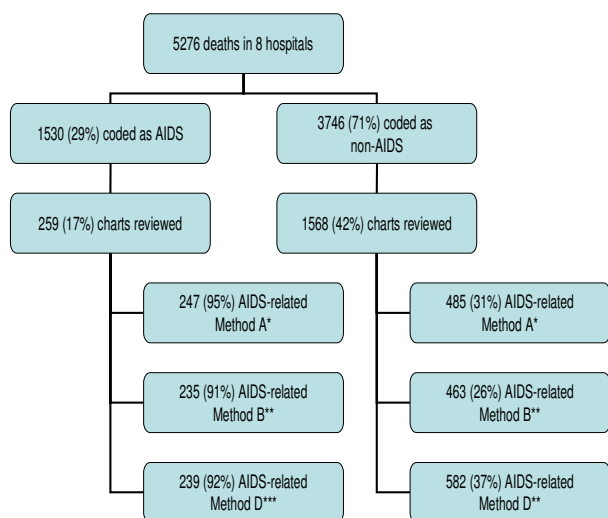 5276 deaths in 8 hospitals
1530 (29%) coded as AIDS
3746 (71%) coded as
non-AIDS
259 (17%) charts reviewed
1568 (42%) charts reviewed
247 (95%) AIDS-related
Method A*
485 (31%) AIDS-related
Method A*
235 (91%) AIDS-related
Method B**
463 (26%) AIDS-related
Method B**
239 (92%) AIDS-related
Method D***
582 (37%) AIDS-related
Method D**